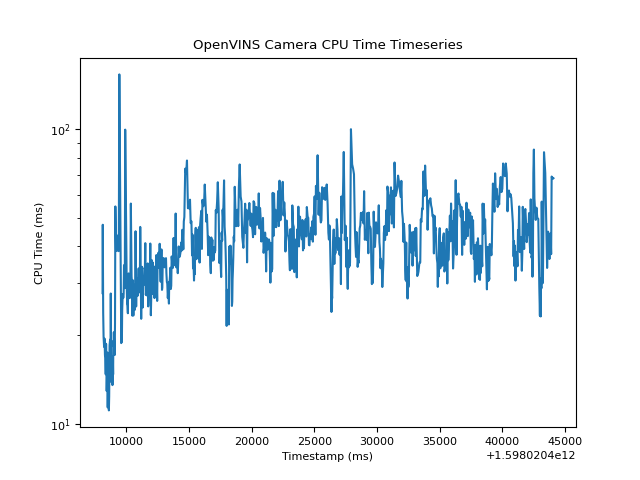 OpenVINS Camera CPU Time Timeseries
CPU Time (ms)
10²
10¹
10000 15000 20000 25000 30000 35000 40000 45000
Timestamp (ms)
+1.5980204e12